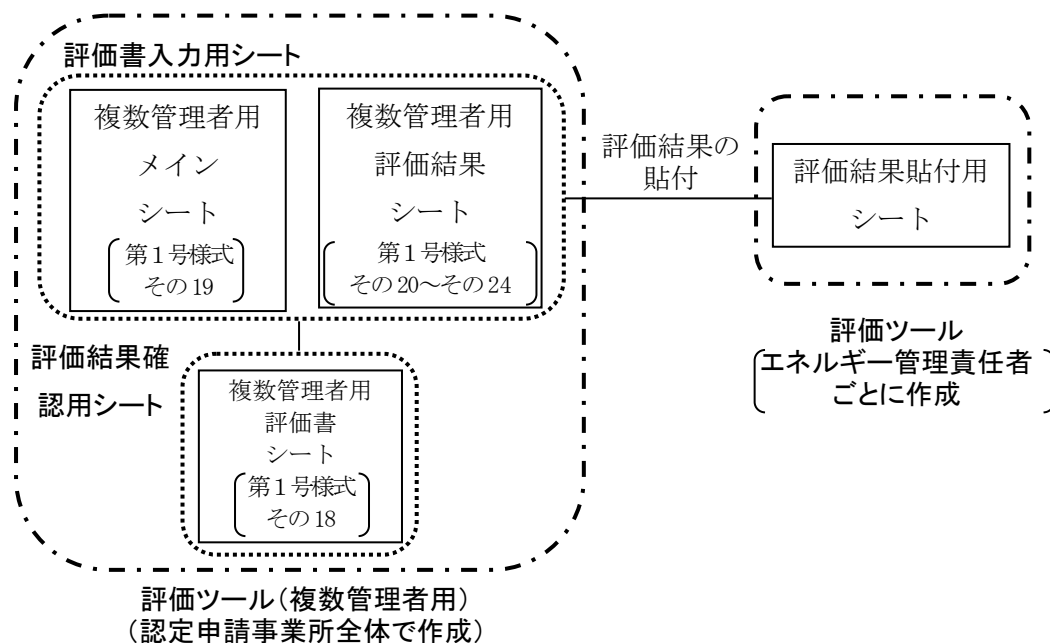 評価書入力用シート
複数管理者用
メイン
シート
第1号様式
その19
複数管理者用
評価結果
シート
第1号様式
その20～その24
評価結果の
貼付
評価結果貼付用
シート
評価ツール
エネルギー管理責任者
ごとに作成
評価結果確
認用シート
複数管理者用
評価書
シート
第1号様式
その18
評価ツール(複数管理者用)
(認定申請事業所全体で作成)